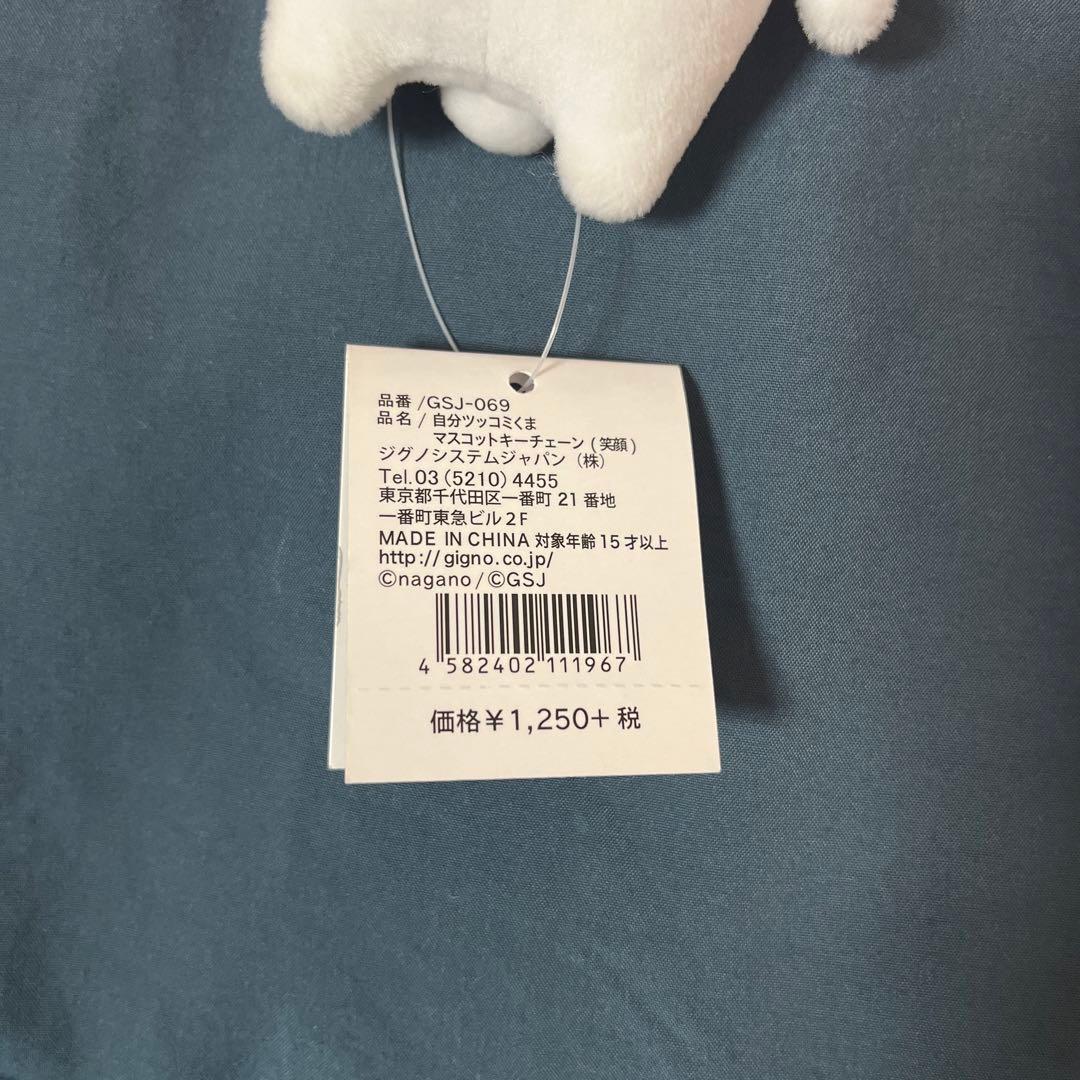 品番 /GSJ-069
品名 / 自分ツッコミくま
マスコットキーチェーン (笑顔)
ジグノシステムジャパン (株)
Tel.03 (5210) 4455
東京都千代田区一番町 21 番地
一番町東急ビル 2F
MADE IN CHINA 対象年齢 15 才以上
http://gigno.co.jp/
©nagano / ©GSJ
4 582402 111967
価格¥1,250+ 税